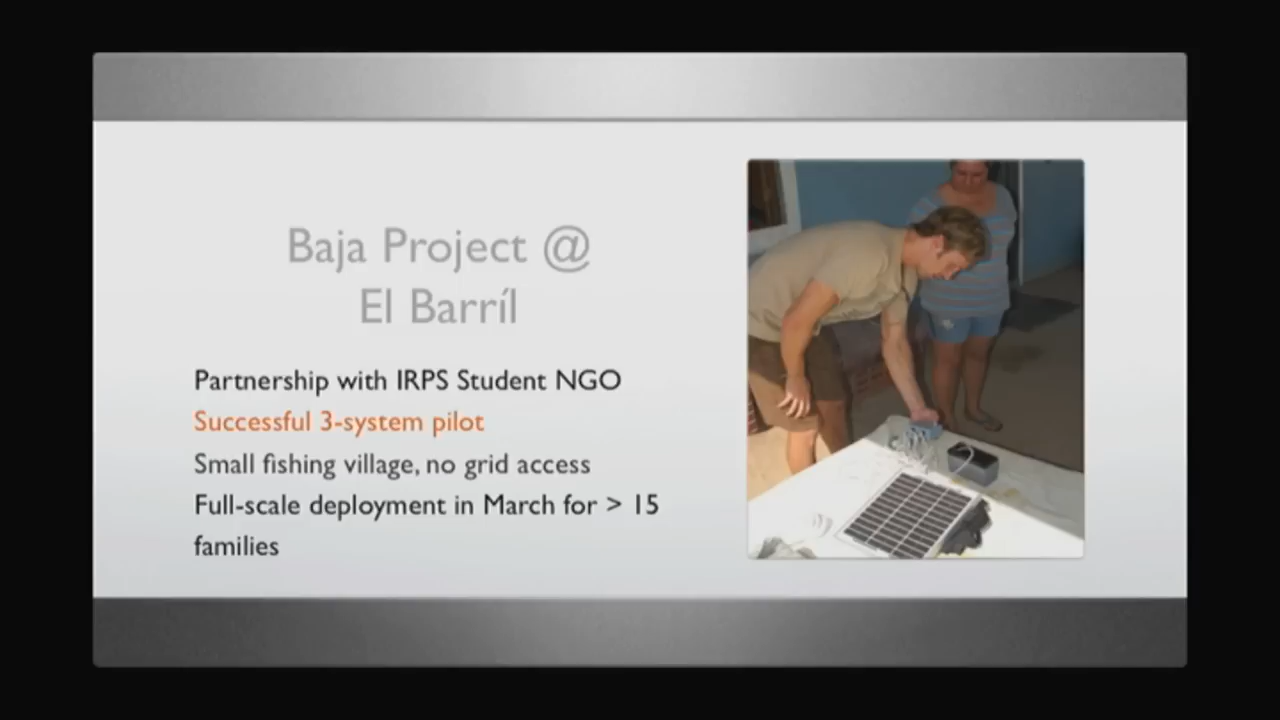 Baja Project @
El Barríl
Partnership with IRPS Student NGO
Successful 3-system pilot
Small fishing village, no grid access
Full-scale deployment in March for > 15
families